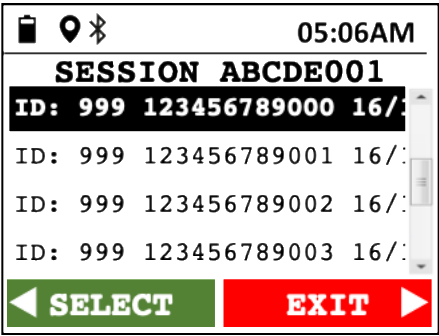 05:06AM
SESSION ABCDE001
ID: 999 123456789000 16/
ID: 999 123456789001 16/
ID: 999 123456789002 16/
ID: 999 123456789003 16/
SELECT EXIT